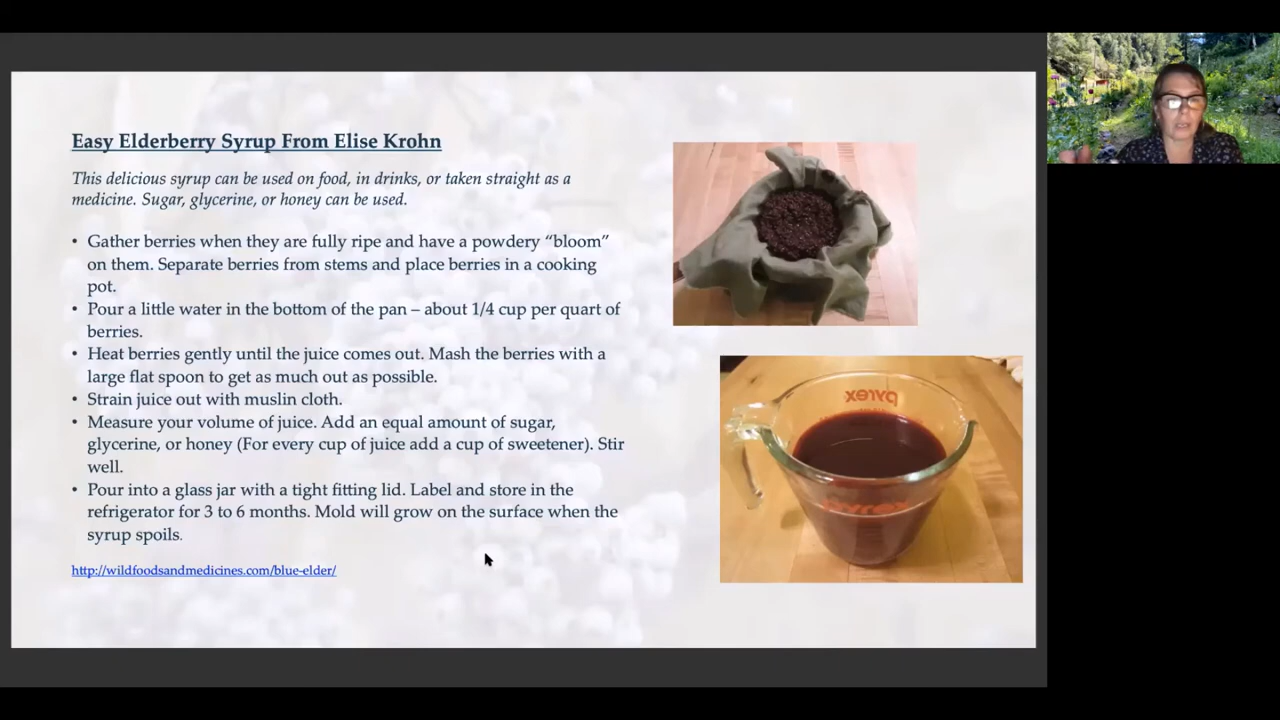 Easy Elderberry Syrup From Elise Krohn
This delicious syrup can be used on food, in drinks, or taken straight as a
medicine. Sugar, glycerine, or honey can be used.
• Gather berries when they are fully ripe and have a powdery “bloom”
on them. Separate berries from stems and place berries in a cooking
pot.
• Pour a little water in the bottom of the pan – about 1/4 cup per quart of
berries.
• Heat berries gently until the juice comes out. Mash the berries with a
large flat spoon to get as much out as possible.
• Strain juice out with muslin cloth.
• Measure your volume of juice. Add an equal amount of sugar,
glycerine, or honey (For every cup of juice add a cup of sweetener). Stir
well.
• Pour into a glass jar with a tight fitting lid. Label and store in the
refrigerator for 3 to 6 months. Mold will grow on the surface when the
syrup spoils.
http://wildfoodsandmedicines.com/blue-elder/
pyrex